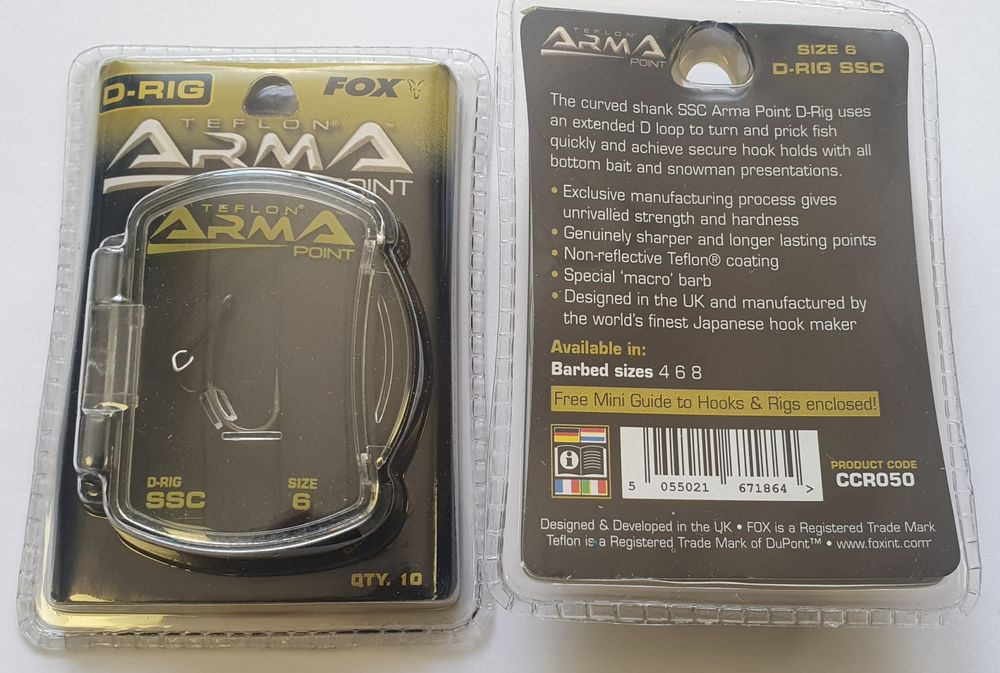 D-RIG
FOX
TEFLON®
ARMA™
POINT
TEFLON®
ARMA™
POINT
D-RIG
SSC
SIZE
6
QTY. 10
TEFLON®
ARMA
POINT
SIZE 6
D-RIG SSC
The curved shank SSC Arma Point D-Rig uses
an extended D loop to turn and prick fish
quickly and achieve secure hook holds with all
bottom bait and snowman presentations.
• Exclusive manufacturing process gives
unrivalled strength and hardness
• Genuinely sharper and longer lasting points
• Non-reflective Teflon® coating
• Special 'macro' barb
• Designed in the UK and manufactured by
the world's finest Japanese hook maker
Available in:
Barbed sizes 4 6 8
Free Mini Guide to Hooks & Rigs enclosed!
i
5 055021 671864 >
PRODUCT CODE
CCR050
Designed & Developed in the UK • FOX is a Registered Trade Mark
Teflon is a Registered Trade Mark of DuPont™ • www.foxint.com